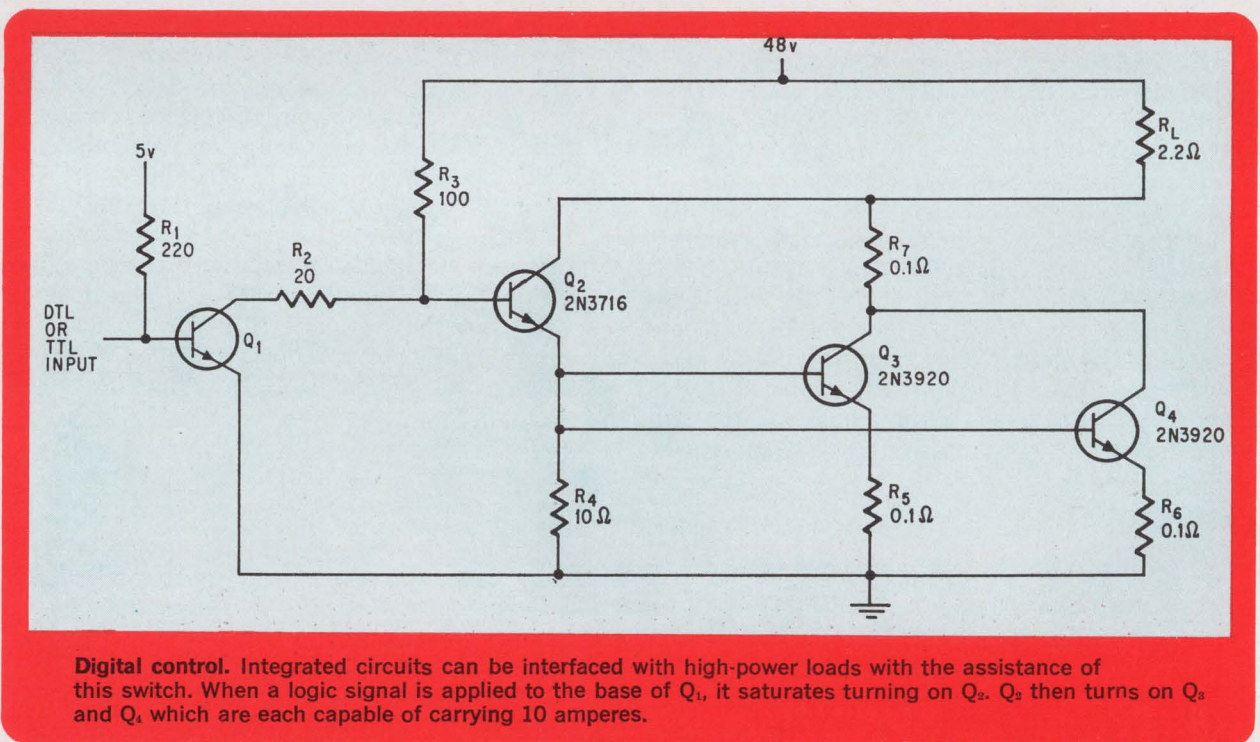 48v
5v
R₁
220
R₂
20
R₃
100
DTL
OR
TTL
INPUT
Q₁
Q₂
2N3716
R₄
10Ω
R₇
0.1Ω
R_L
2.2Ω
Q₃
2N3920
Q₄
2N3920
R₅
0.1Ω
R₆
0.1Ω
Digital control. Integrated circuits can be interfaced with high-power loads with the assistance of
this switch. When a logic signal is applied to the base of Q₁, it saturates turning on Q₂. Q₂ then turns on Q₃
and Q₄ which are each capable of carrying 10 amperes.